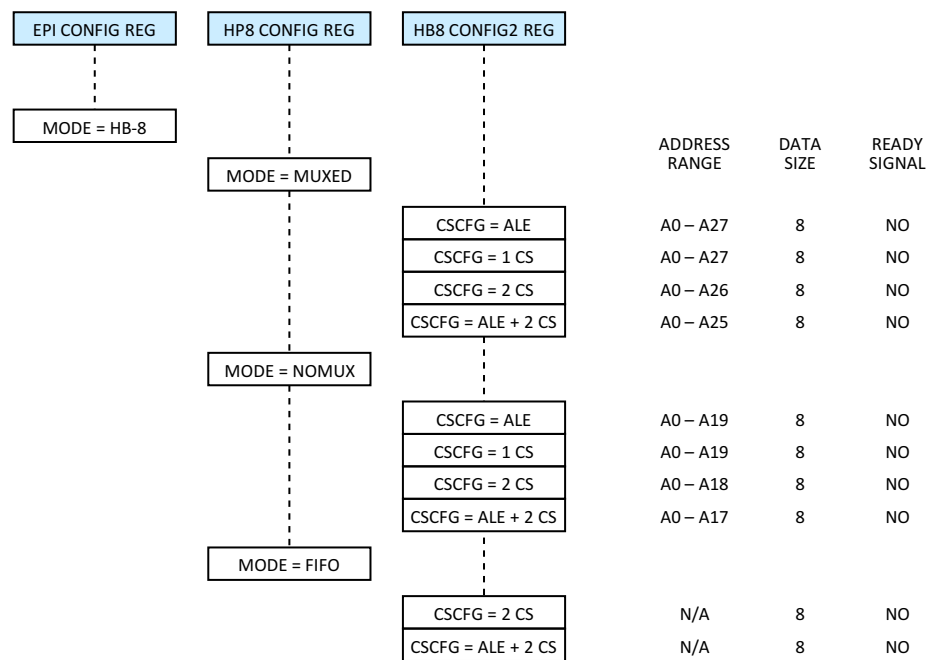 EPI CONFIG REG HP8 CONFIG REG HB8 CONFIG2 REG
MODE = HB-8
ADDRESS RANGE DATA SIZE READY SIGNAL
MODE = MUXED
CSCFG = ALE A0 – A27 8 NO
CSCFG = 1 CS A0 – A27 8 NO
CSCFG = 2 CS A0 – A26 8 NO
CSCFG = ALE + 2 CS A0 – A25 8 NO
MODE = NOMUX
CSCFG = ALE A0 – A19 8 NO
CSCFG = 1 CS A0 – A19 8 NO
CSCFG = 2 CS A0 – A18 8 NO
CSCFG = ALE + 2 CS A0 – A17 8 NO
MODE = FIFO
CSCFG = 2 CS N/A 8 NO
CSCFG = ALE + 2 CS N/A 8 NO